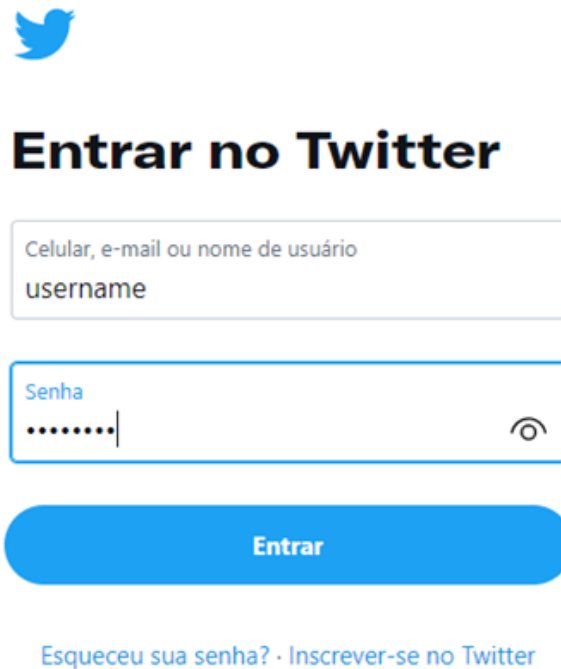 Entrar no Twitter
Celular, e-mail ou nome de usuário
username
Senha
••••••••
Entrar
Esqueceu sua senha? · Inscrever-se no Twitter